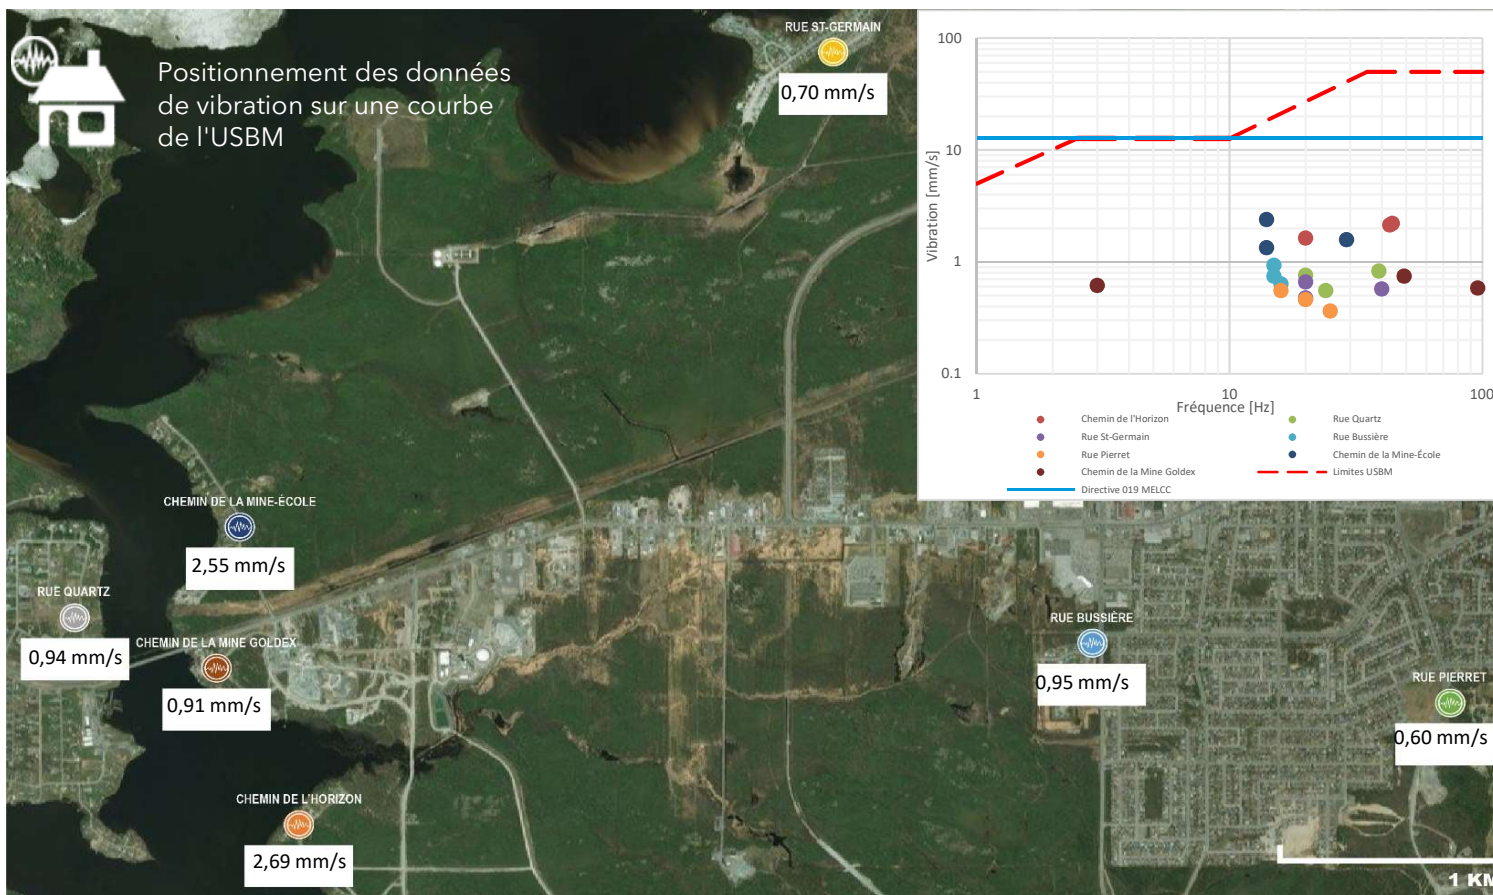 Positionnement des données
de vibration sur une courbe
de l'USBM
RUE ST-GERMAIN
0,70 mm/s
100
10
1
0.1
Vibration [mm/s]
1
10
100
Fréquence [Hz]
Chemin de l'Horizon
Rue Quartz
Rue St-Germain
Rue Bussière
Rue Pierret
Chemin de la Mine-École
Chemin de la Mine Goldex
Limites USBM
Directive 019 MELCC
CHEMIN DE LA MINE-ÉCOLE
2,55 mm/s
RUE QUARTZ
0,94 mm/s
CHEMIN DE LA MINE GOLDEX
0,91 mm/s
RUE BUSSIÈRE
0,95 mm/s
RUE PIERRET
0,60 mm/s
CHEMIN DE L'HORIZON
2,69 mm/s
1 KM